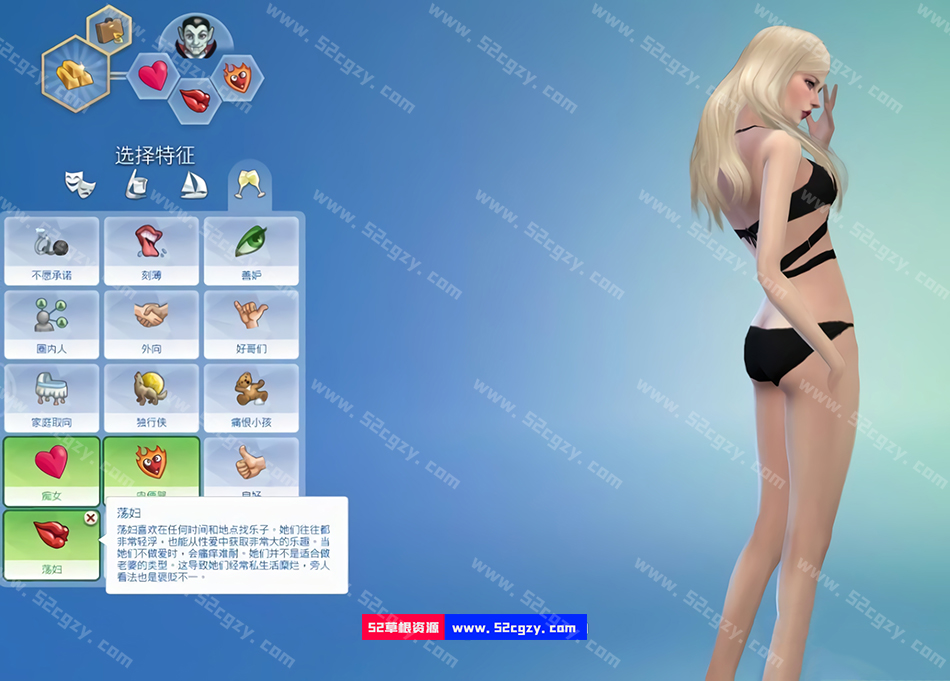 选择特征
不愿承诺
刻薄
善妒
圈内人
外向
好哥们
家庭取向
独行侠
痛恨小孩
痴女
良好
荡妇
荡妇
荡妇喜欢在任何时间和地点找乐子。她们往往都
非常轻浮，也能从性爱中获取非常大的乐趣。当
她们不做爱时，会瘙痒难耐。她们并不是适合做
老婆的类型。这导致她们经常私生活糜烂，旁人
看法也是褒贬不一。
52草根资源 www.52cgzy.com
www.52cgzy.com